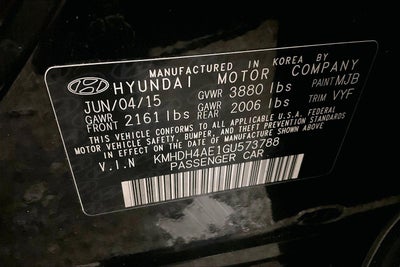 MANUFACTURED IN KOREA BY
HYUNDAI MOTOR COMPANY
JUN/04/15 GVWR 3880 lbs PAINT MJB
GAWR FRONT 2161 lbs GAWR REAR 2006 lbs TRIM VYF
THIS VEHICLE CONFORMS TO ALL APPLICABLE U.S.A. FEDERAL
MOTOR VEHICLE SAFETY, BUMPER, AND THEFT PREVENTION STANDARDS
IN EFFECT ON THE DATE OF MANUFACTURE SHOWN ABOVE.
V.I.N KMHDH4AE1GU573788
PASSENGER CAR